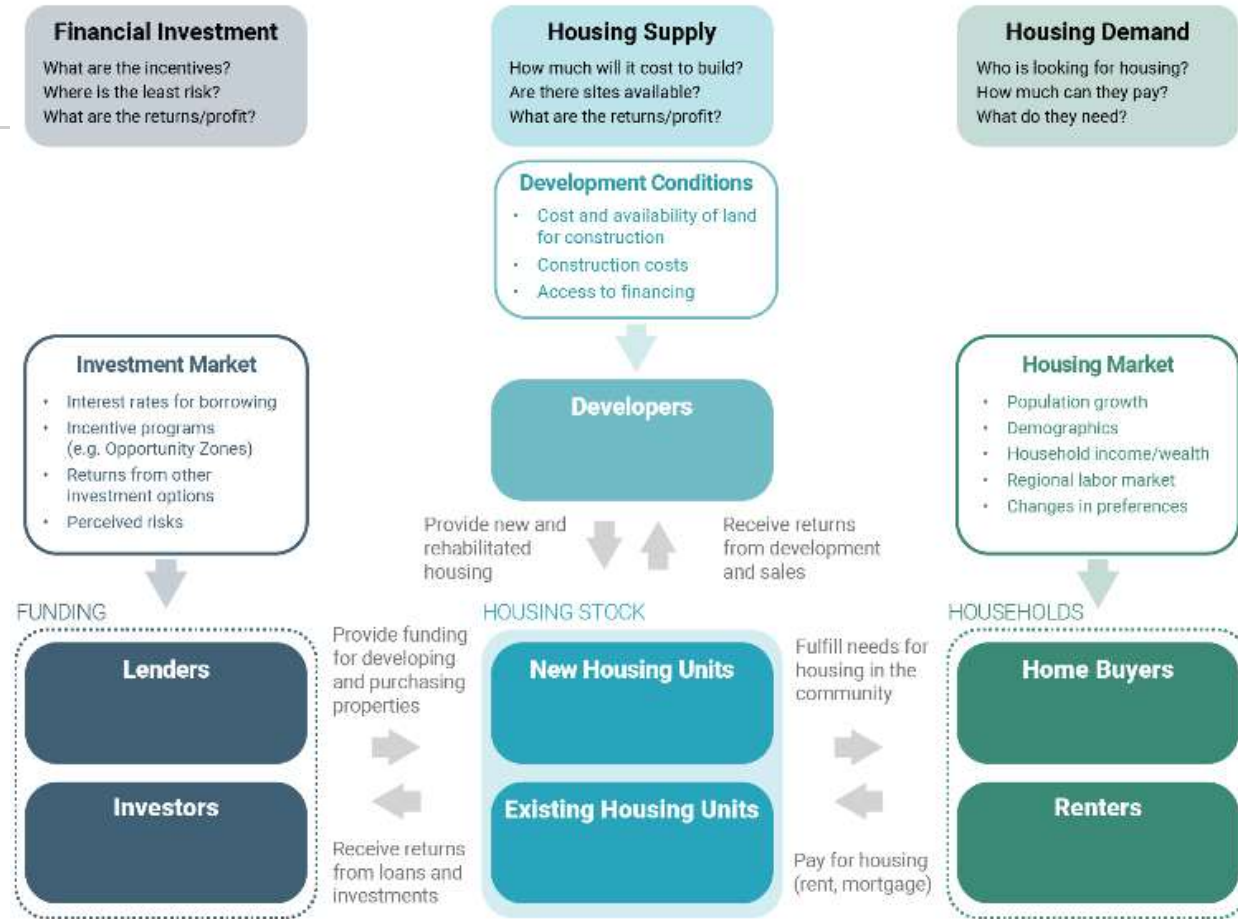 Financial Investment
What are the incentives?
Where is the least risk?
What are the returns/profit?
Housing Supply
How much will it cost to build?
Are there sites available?
What are the returns/profit?
Housing Demand
Who is looking for housing?
How much can they pay?
What do they need?
Development Conditions
• Cost and availability of land
for construction
• Construction costs
• Access to financing
Investment Market
• Interest rates for borrowing
• Incentive programs
(e.g. Opportunity Zones)
• Returns from other
investment options
• Perceived risks
Developers
Housing Market
• Population growth
• Demographics
• Household income/wealth
• Regional labor market
• Changes in preferences
Provide new and
rehabilitated
housing
Receive returns
from development
and sales
FUNDING
Lenders
Investors
Provide funding
for developing
and purchasing
properties
Receive returns
from loans and
investments
HOUSING STOCK
New Housing Units
Existing Housing Units
Fulfill needs for
housing in the
community
Pay for housing
(rent, mortgage)
HOUSEHOLDS
Home Buyers
Renters